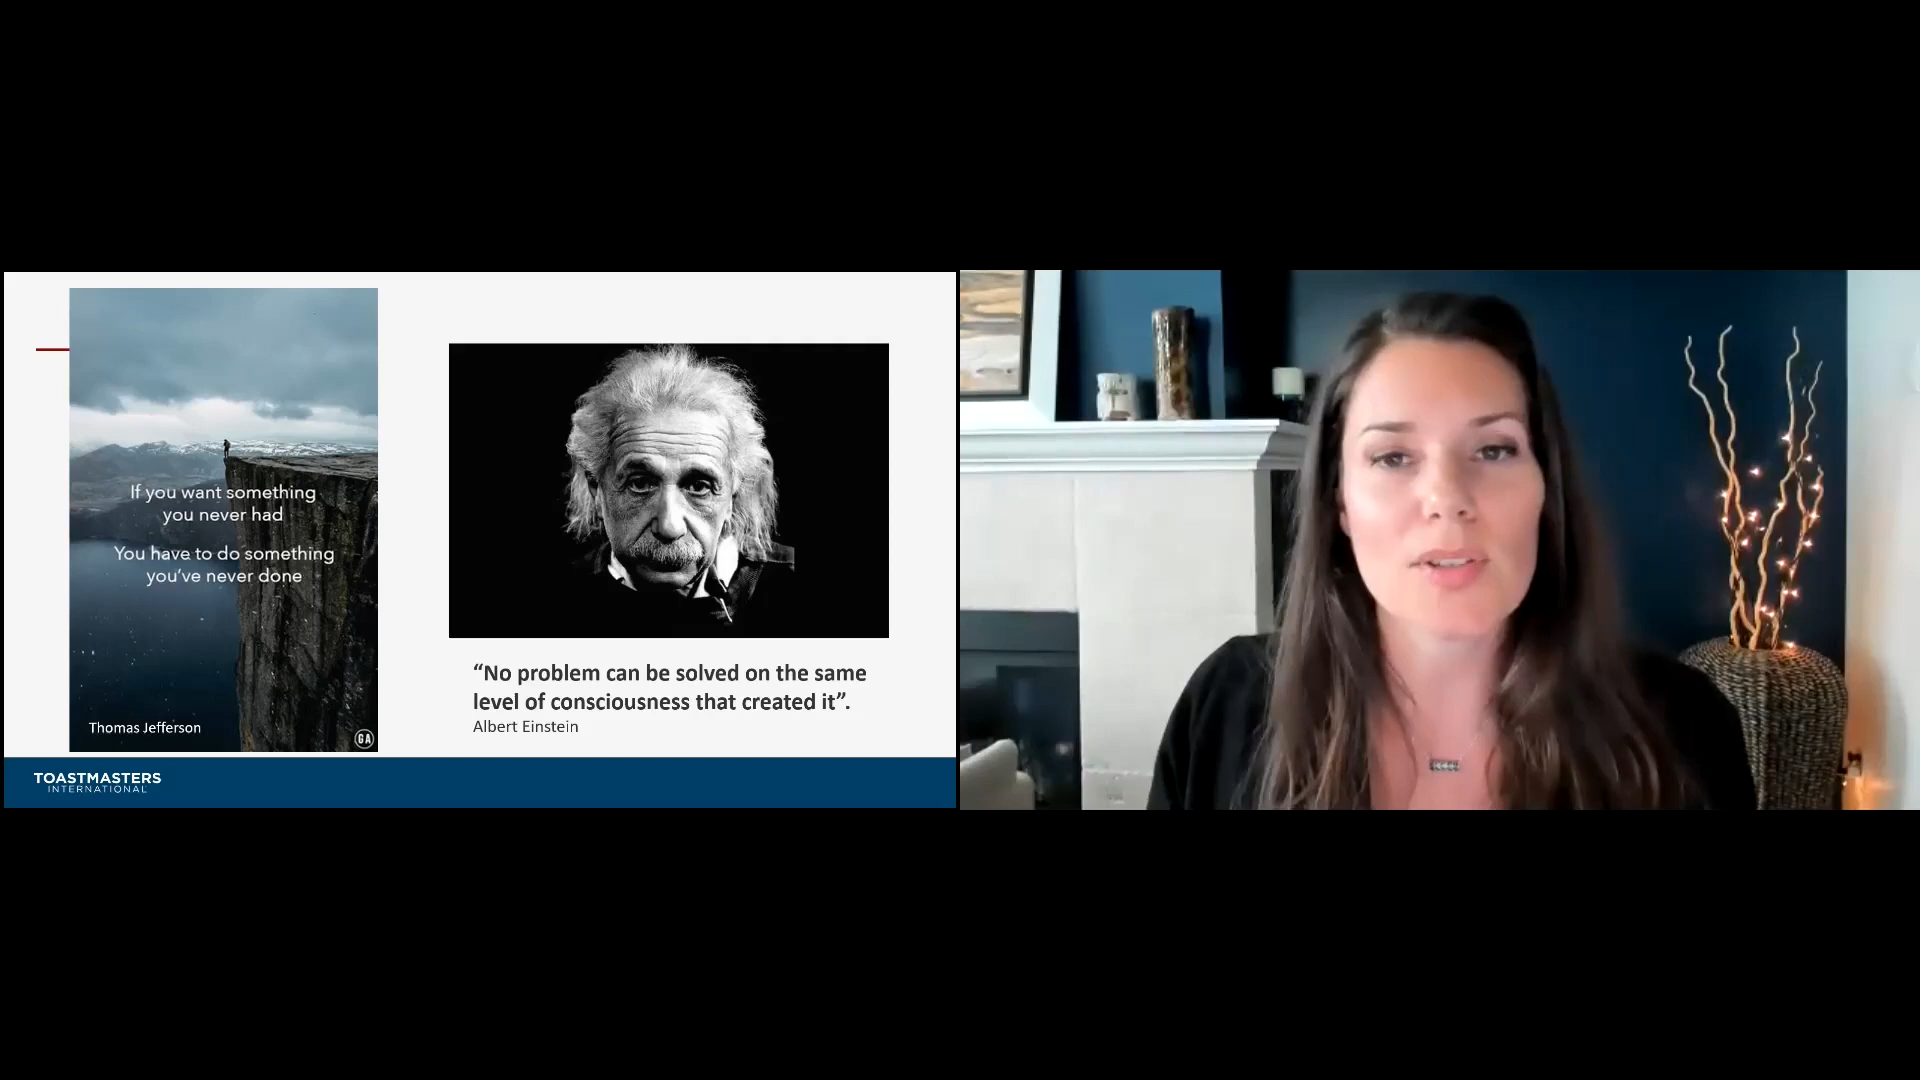 If you want something
you never had
You have to do something
you've never done
Thomas Jefferson
GA
“No problem can be solved on the same
level of consciousness that created it”.
Albert Einstein
TOASTMASTERS
INTERNATIONAL